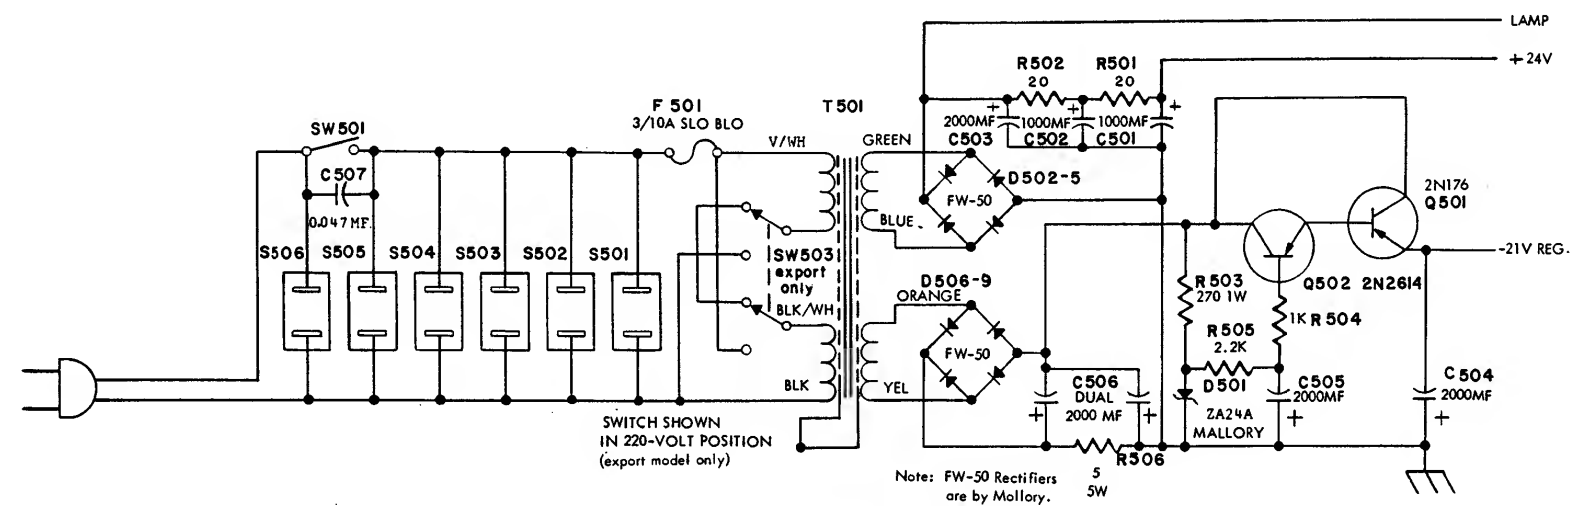 LAMP
+ 24V
R502
20
R501
20
F 501
3/10A SLO BLO
T501
SW501
V/WH
GREEN
2000MF
C503
1000MF
C502
1000MF
C501
C507
0.047 MF.
D502-5
FW-50
BLUE
2N176
Q501
S506
S505
S504
S503
S502
S501
SW503
export
only
-21V REG.
D506-9
ORANGE
BLK/WH
R503
270 1W
Q502 2N2614
1K R504
R505
2.2K
FW-50
BLK
YEL
C506
DUAL
2000 MF
D501
ZA24A
MALLORY
C505
2000MF
C504
2000MF
SWITCH SHOWN
IN 220-VOLT POSITION
(export model only)
R506
5
5W
Note: FW-50 Rectifiers
are by Mollory.